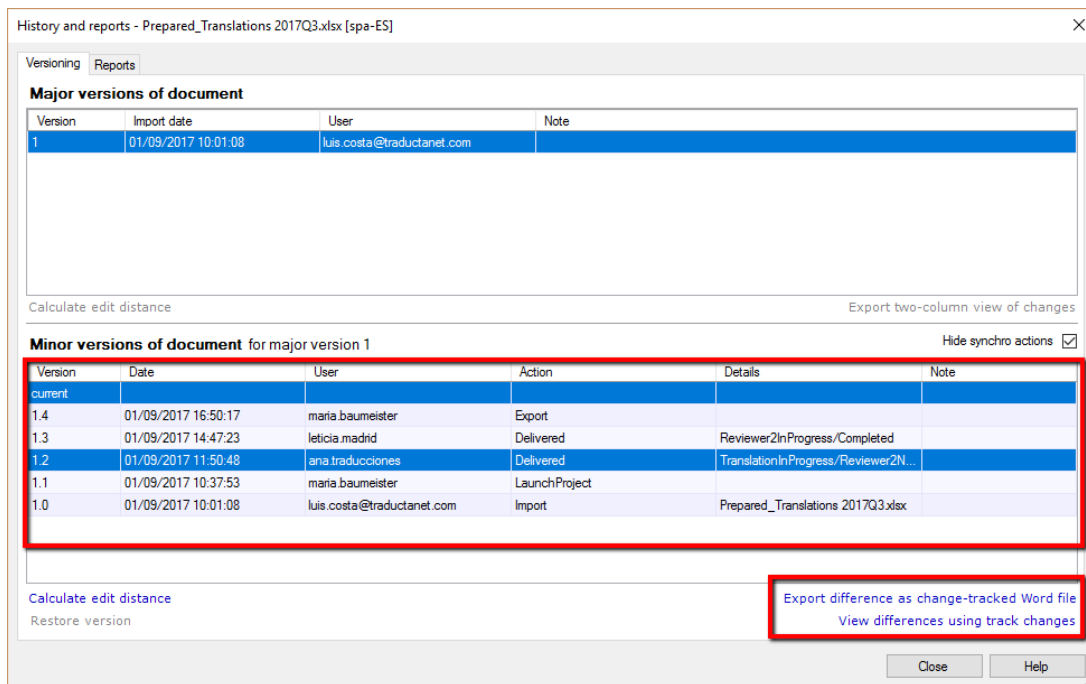 History and reports - Prepared_Translations 2017Q3.xlsx [spa-ES]
Versioning Reports
Major versions of document
Version Import date User Note
1 01/09/2017 10:01:08 luis.costa@traductanet.com
Calculate edit distance Export two-column view of changes
Minor versions of document for major version 1 Hide synchro actions
Version Date User Action Details Note
current
1.4 01/09/2017 16:50:17 maria.baumeister Export
1.3 01/09/2017 14:47:23 leticia.madrid Delivered Reviewer2InProgress/Completed
1.2 01/09/2017 11:50:48 ana.traducciones Delivered TranslationInProgress/Reviewer2N...
1.1 01/09/2017 10:37:53 maria.baumeister LaunchProject
1.0 01/09/2017 10:01:08 luis.costa@traductanet.com Import Prepared_Translations 2017Q3.xlsx
Calculate edit distance Export difference as change-tracked Word file
Restore version View differences using track changes
Close Help